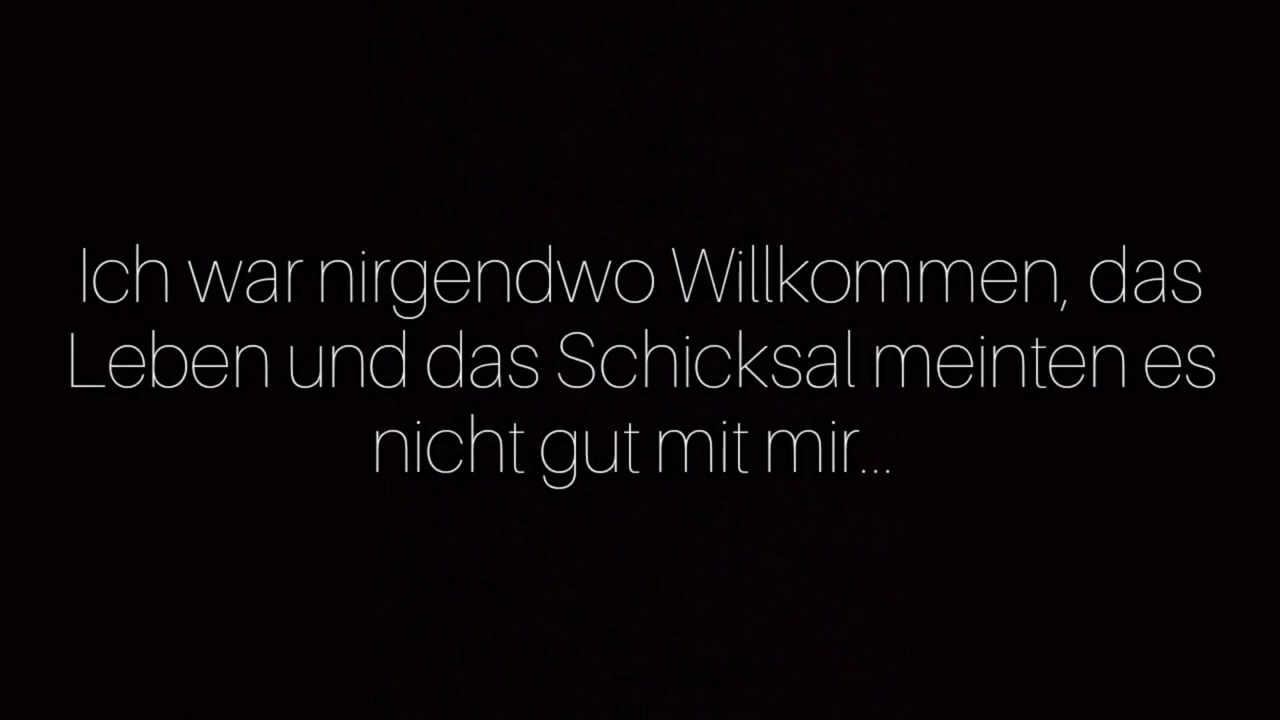 Ich war nirgendwo Willkommen, das
Leben und das Schicksal meinten es
nicht gut mit mir...